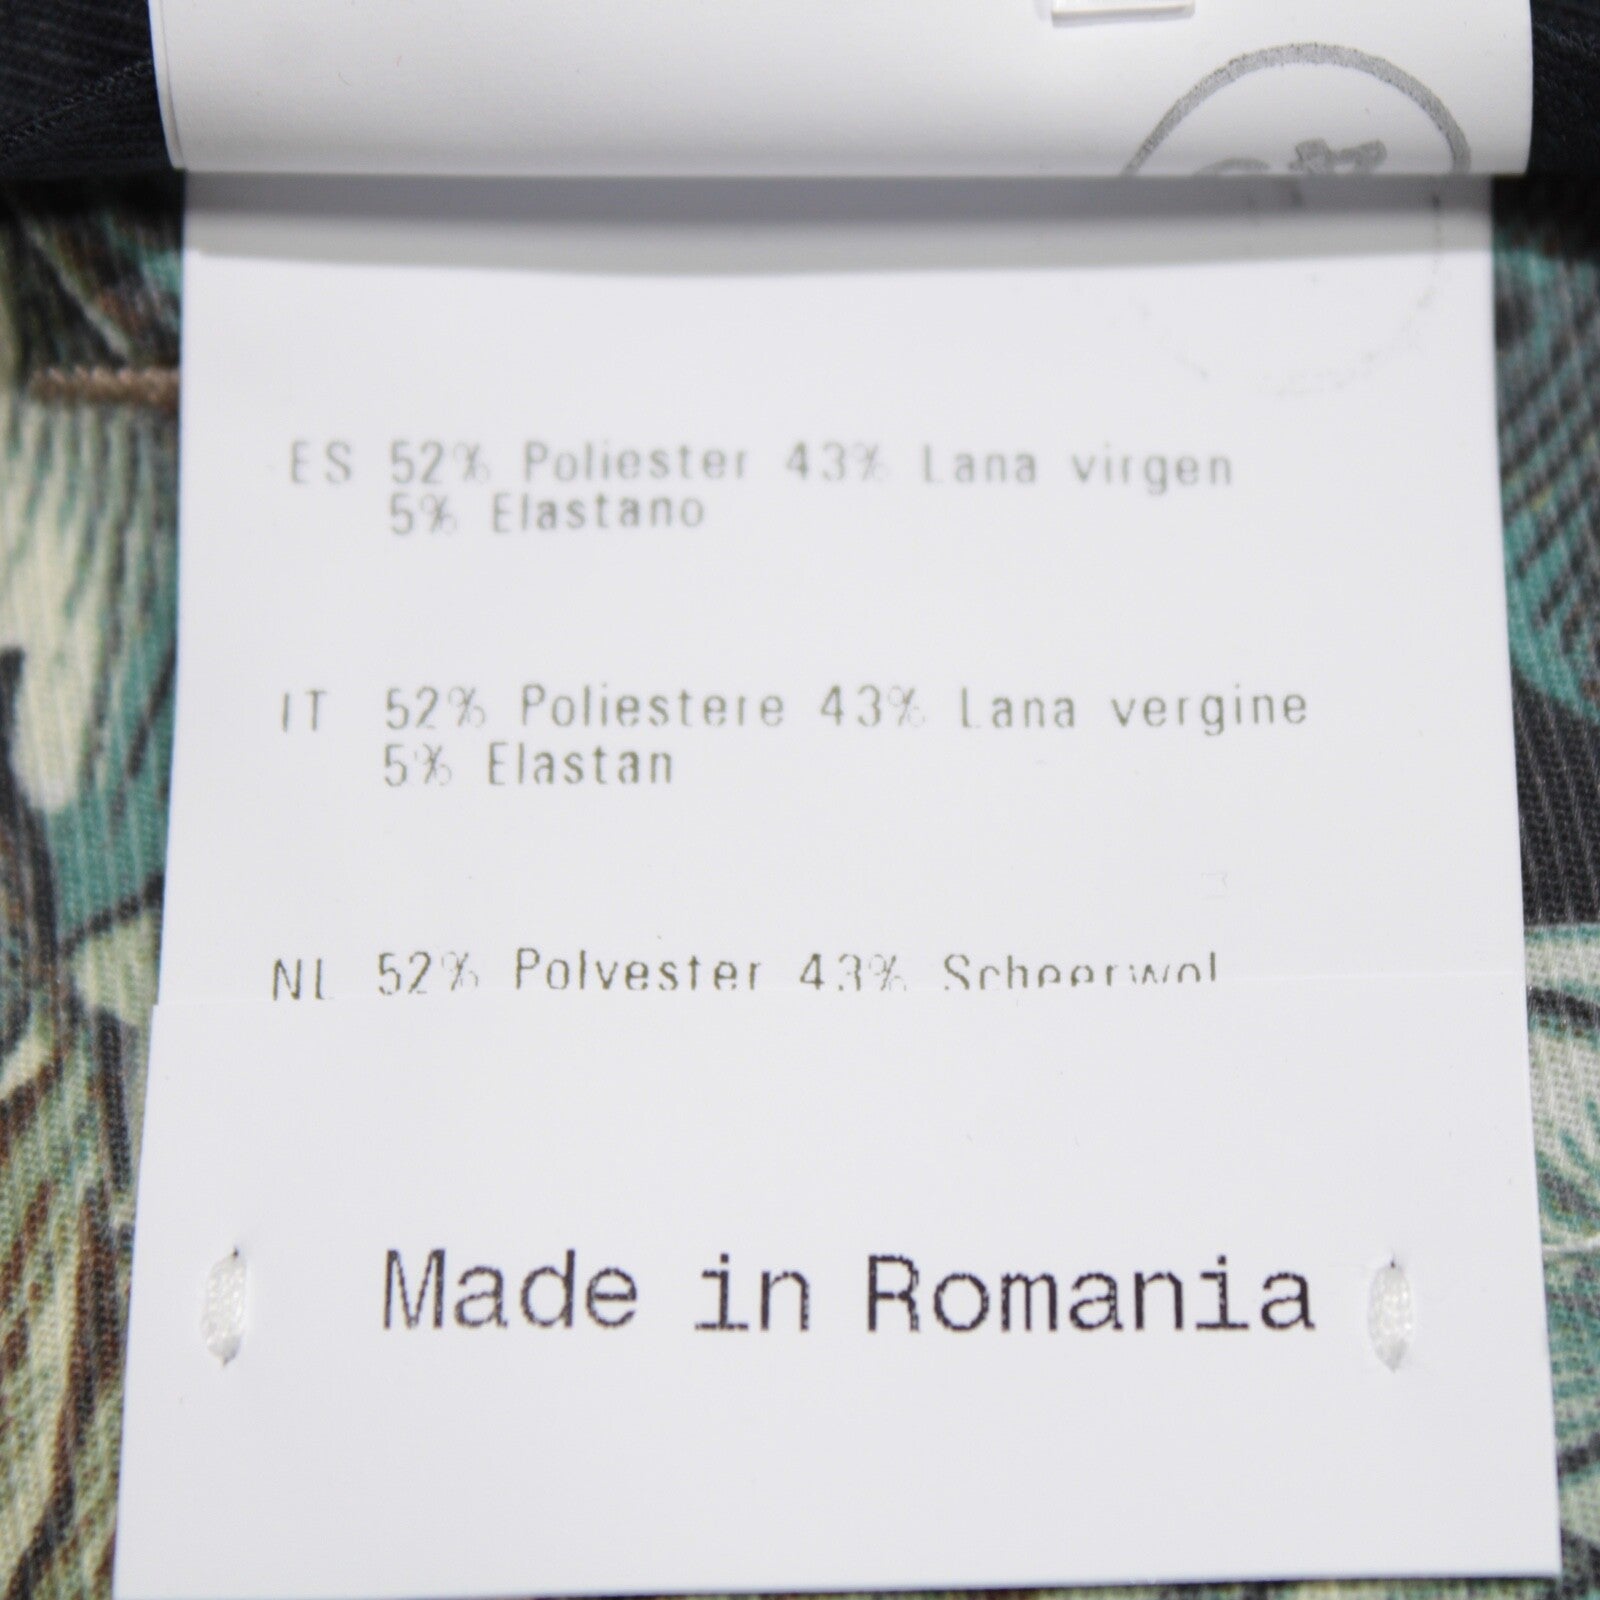 ES 52% Poliester 43% Lana virgen
5% Elastano
IT 52% Poliestere 43% Lana vergine
5% Elastan
NL 52% Polyester 43% Scheerwol
Made in Romania